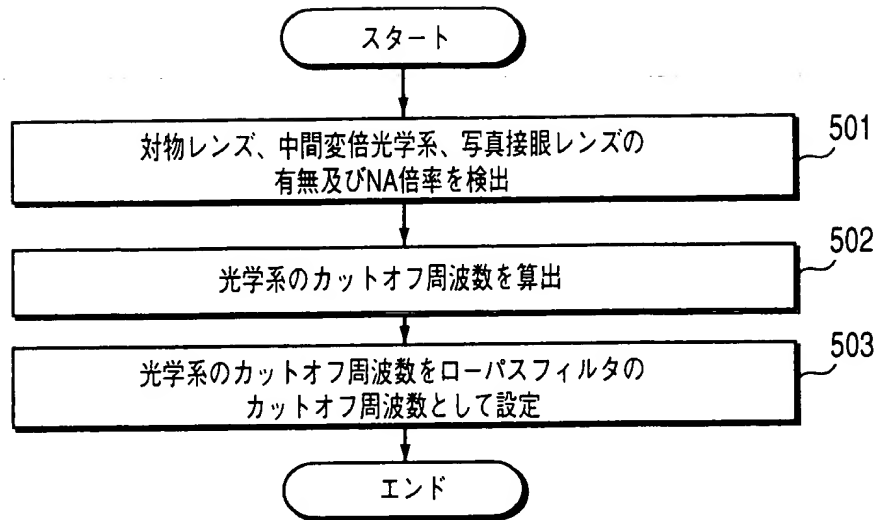 スタート
対物レンズ、中間変倍光学系、写真接眼レンズの
有無及びNA倍率を検出
501
光学系のカットオフ周波数を算出
502
光学系のカットオフ周波数をローパスフィルタの
カットオフ周波数として設定
503
エンド